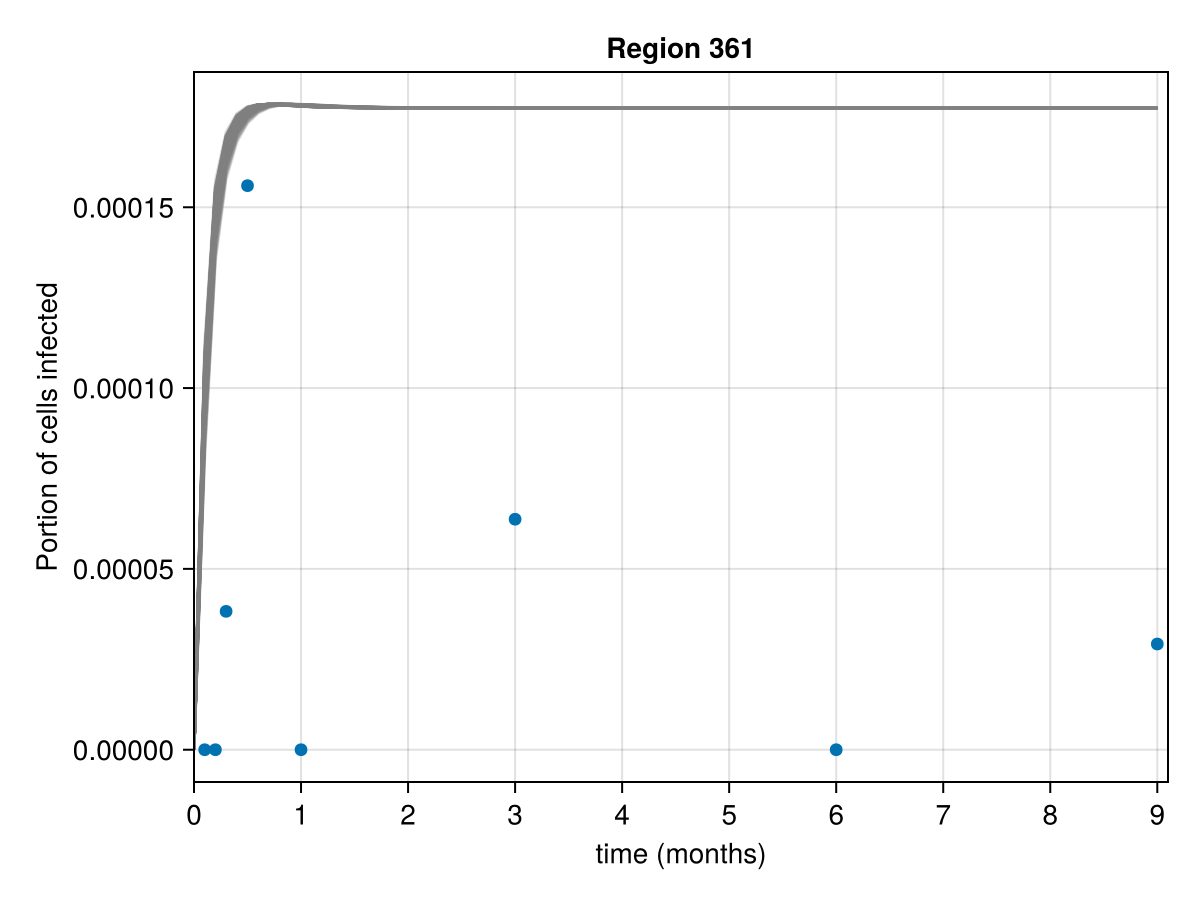 Region 361
Portion of cells infected
0.00015
0.00010
0.00005
0.00000
0 1 2 3 4 5 6 7 8 9
time (months)